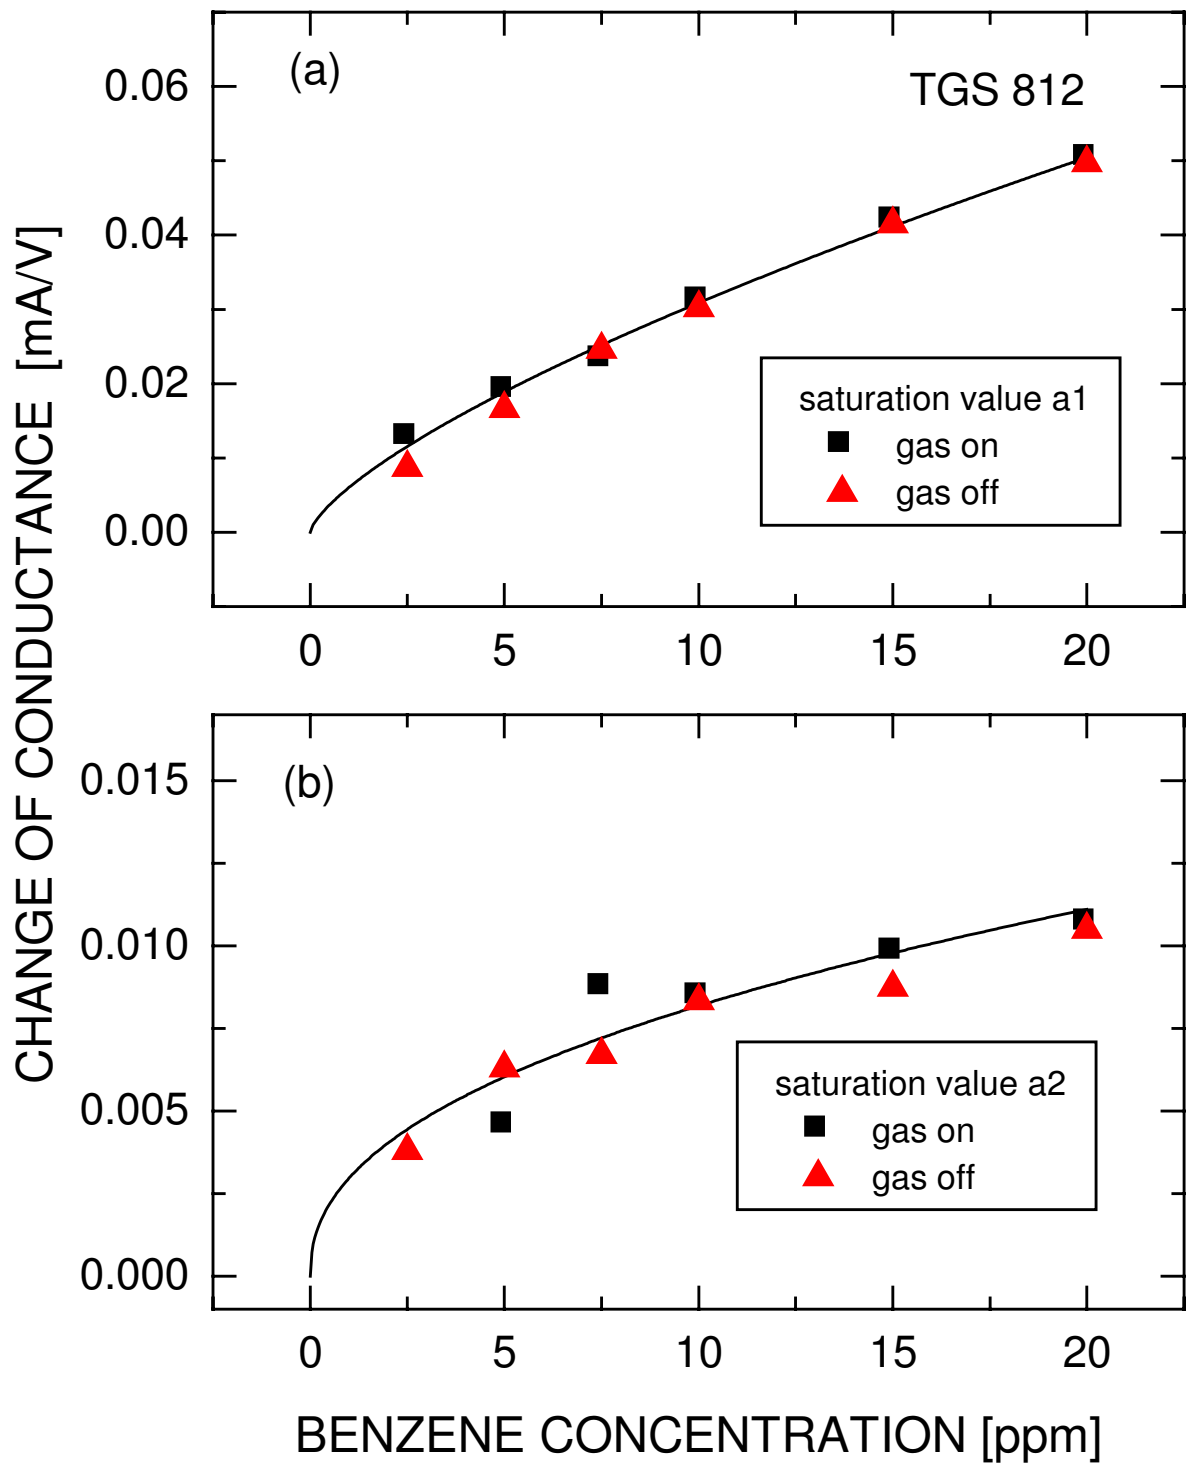 CHANGE OF CONDUCTANCE [mA/V]
(a)
TGS 812
0.06
0.04
0.02
0.00
saturation value a1
gas on
gas off
0 5 10 15 20
(b)
0.015
0.010
0.005
0.000
saturation value a2
gas on
gas off
0 5 10 15 20
BENZENE CONCENTRATION [ppm]